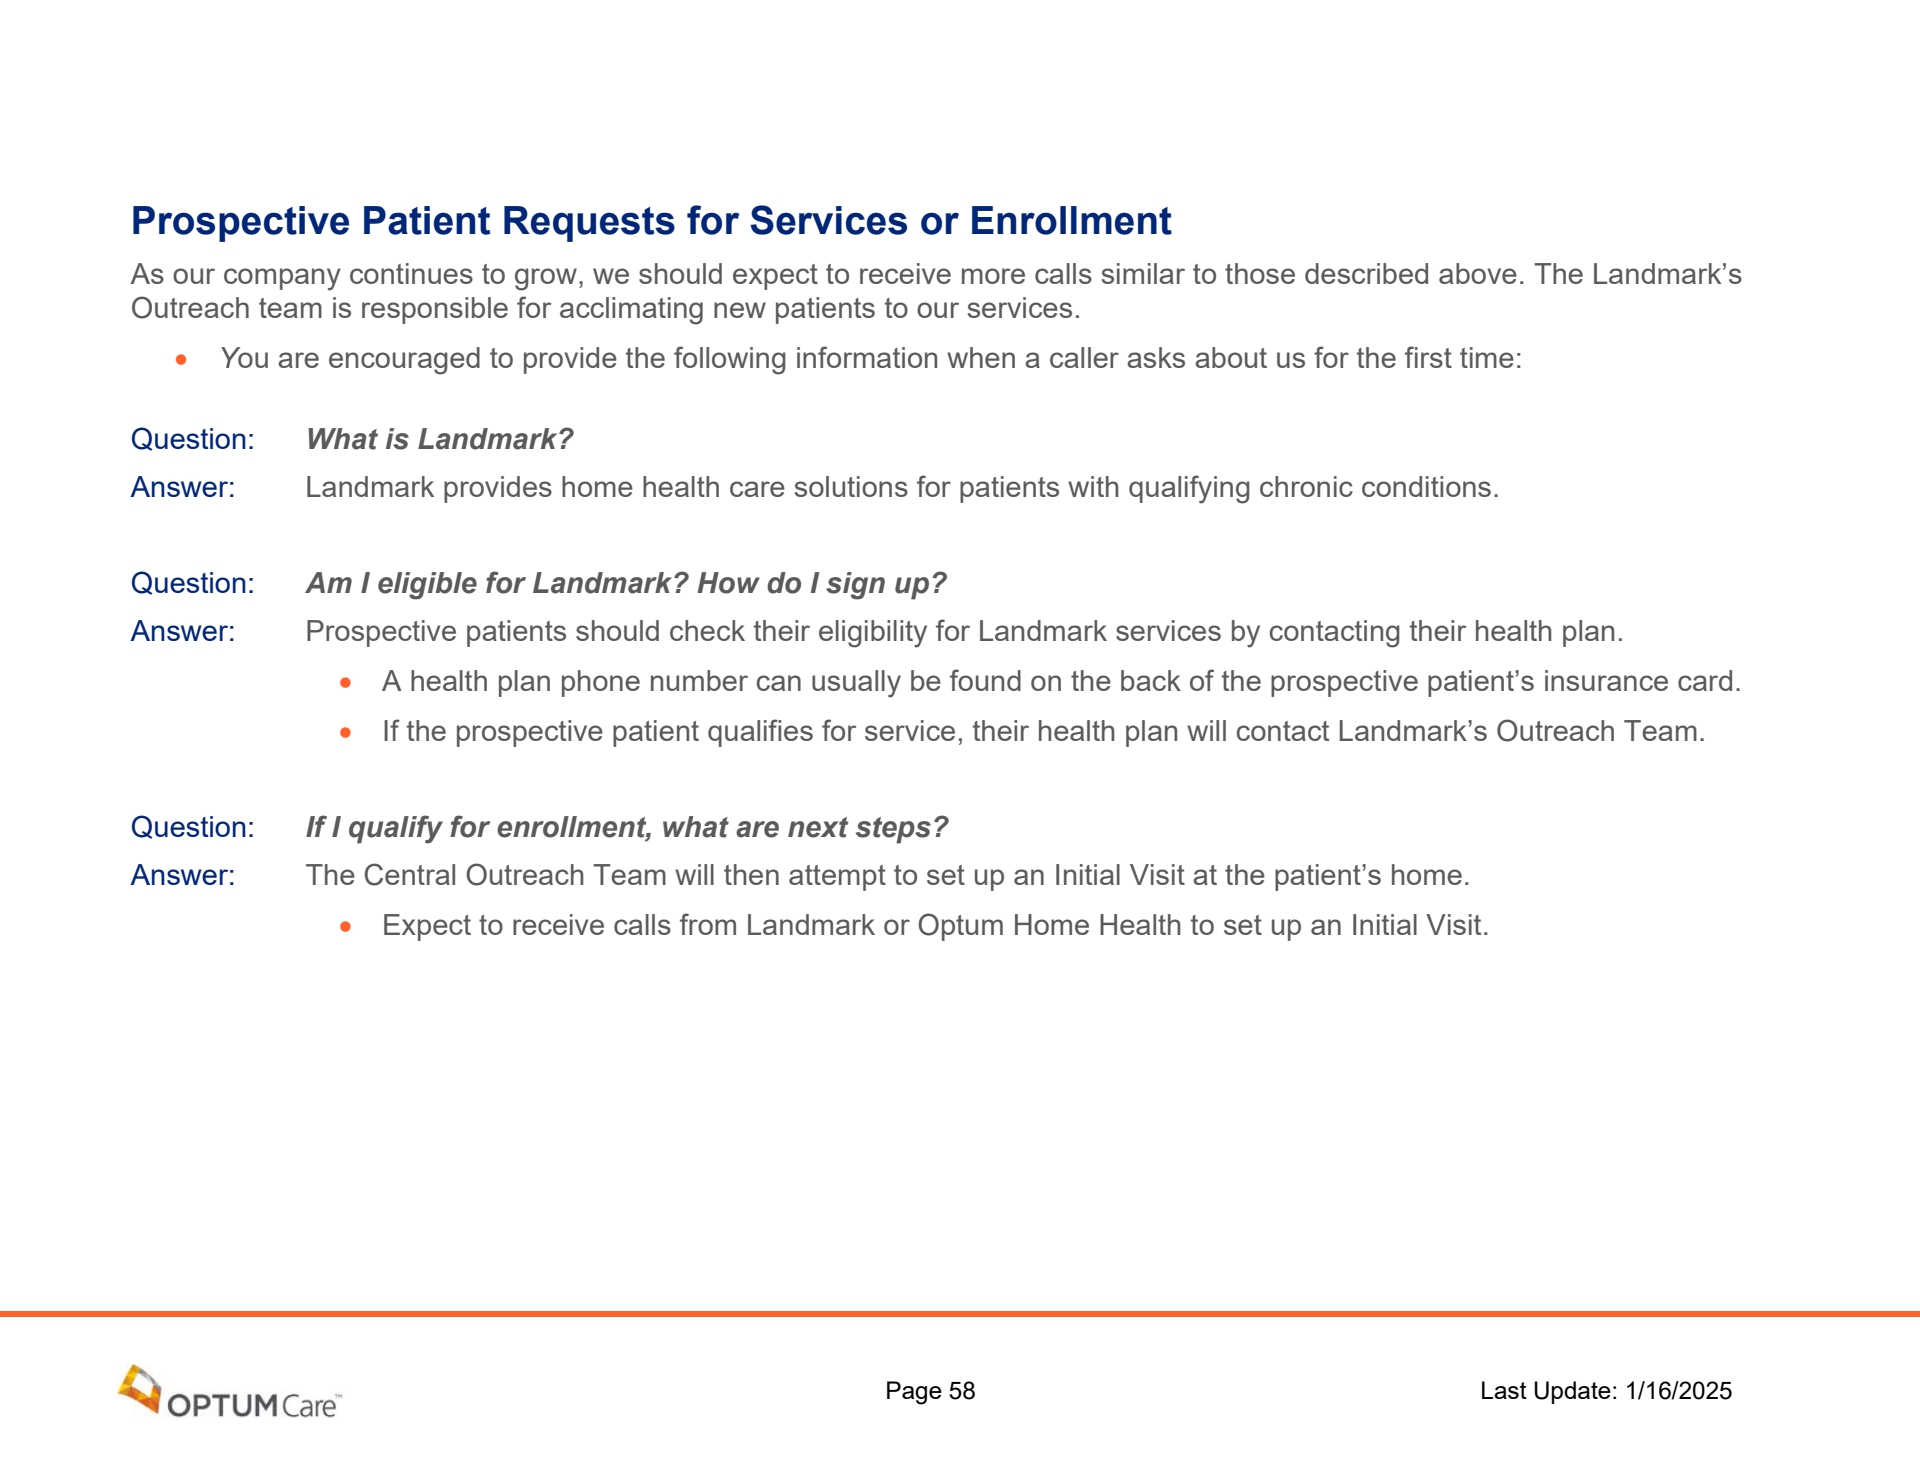 Prospective Patient Requests for Services or Enrollment
As our company continues to grow, we should expect to receive more calls similar to those described above. The Landmark’s
Outreach team is responsible for acclimating new patients to our services.
• You are encouraged to provide the following information when a caller asks about us for the first time:
Question: What is Landmark?
Answer: Landmark provides home health care solutions for patients with qualifying chronic conditions.
Question: Am I eligible for Landmark? How do I sign up?
Answer: Prospective patients should check their eligibility for Landmark services by contacting their health plan.
• A health plan phone number can usually be found on the back of the prospective patient’s insurance card.
• If the prospective patient qualifies for service, their health plan will contact Landmark’s Outreach Team.
Question: If I qualify for enrollment, what are next steps?
Answer: The Central Outreach Team will then attempt to set up an Initial Visit at the patient’s home.
• Expect to receive calls from Landmark or Optum Home Health to set up an Initial Visit.
OPTUM Care™ Page 58 Last Update: 1/16/2025